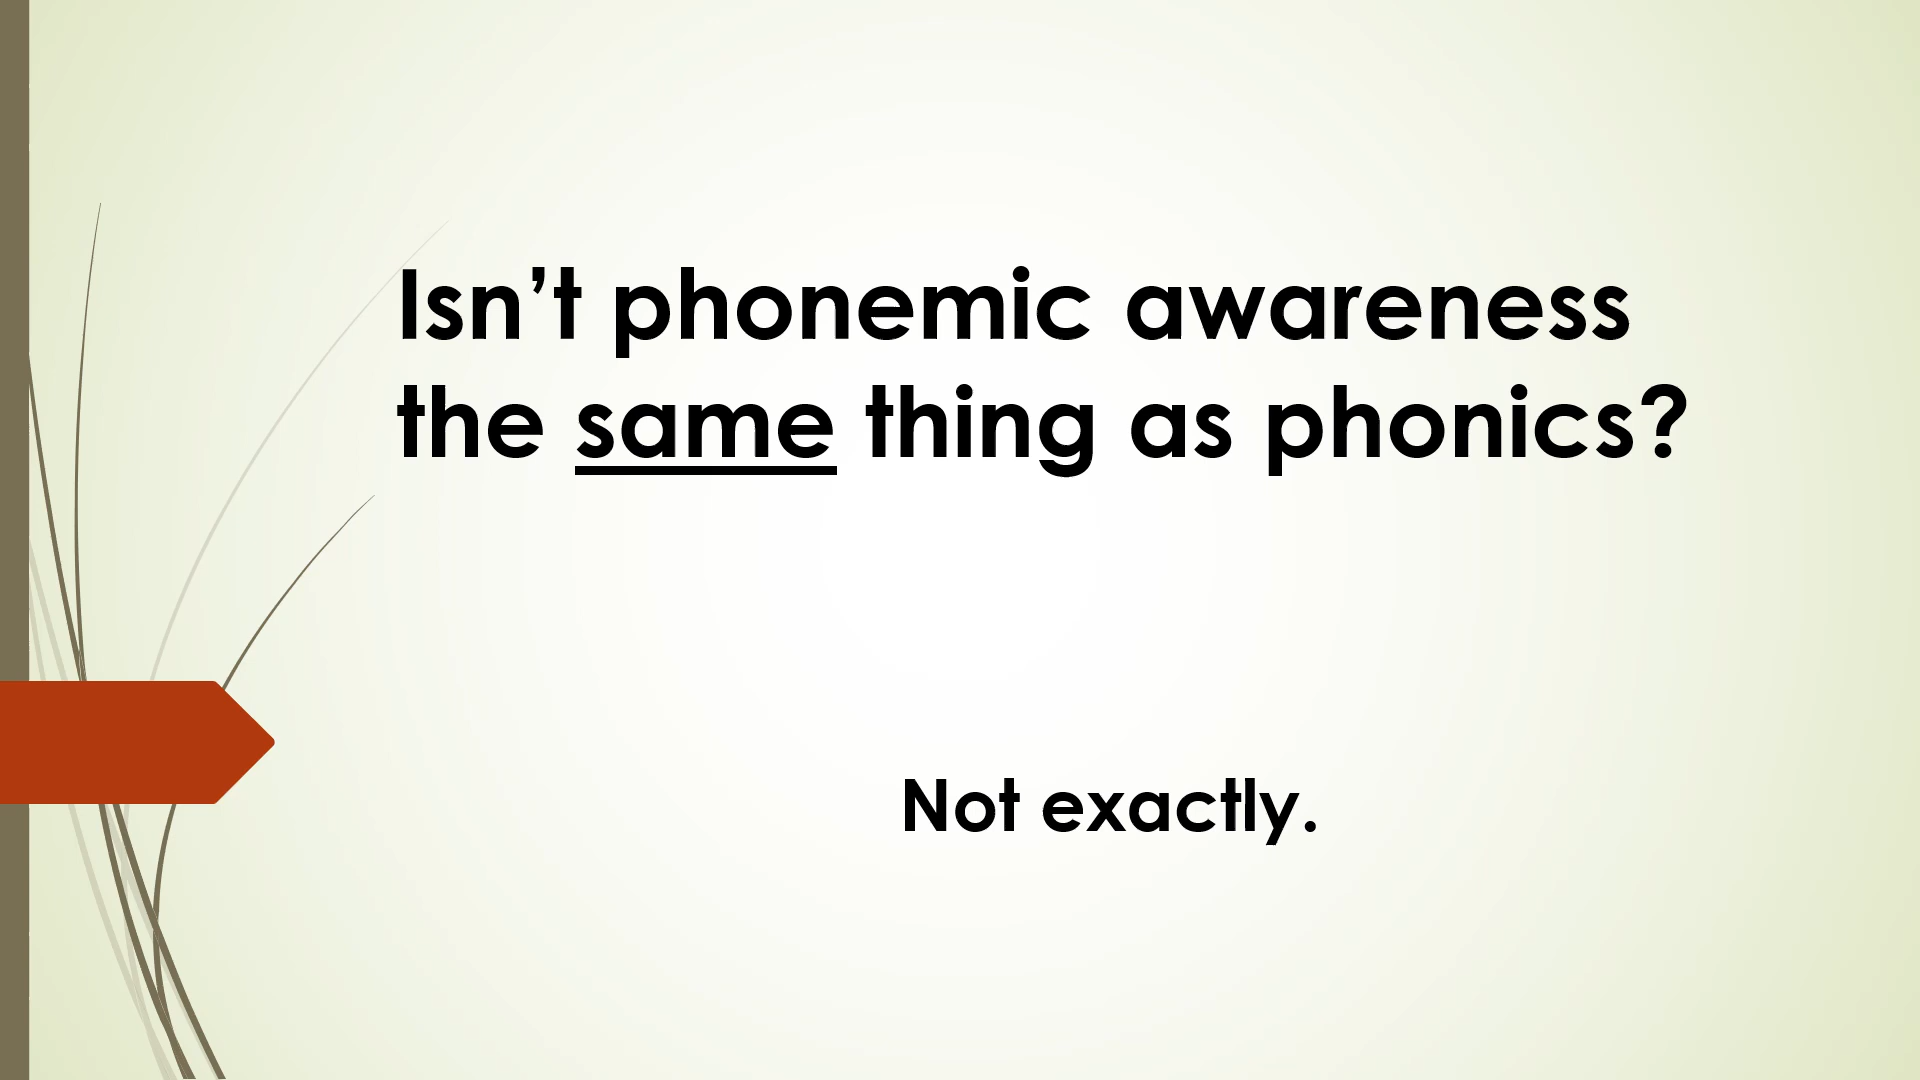 Isn’t phonemic awareness
the same thing as phonics?
Not exactly.